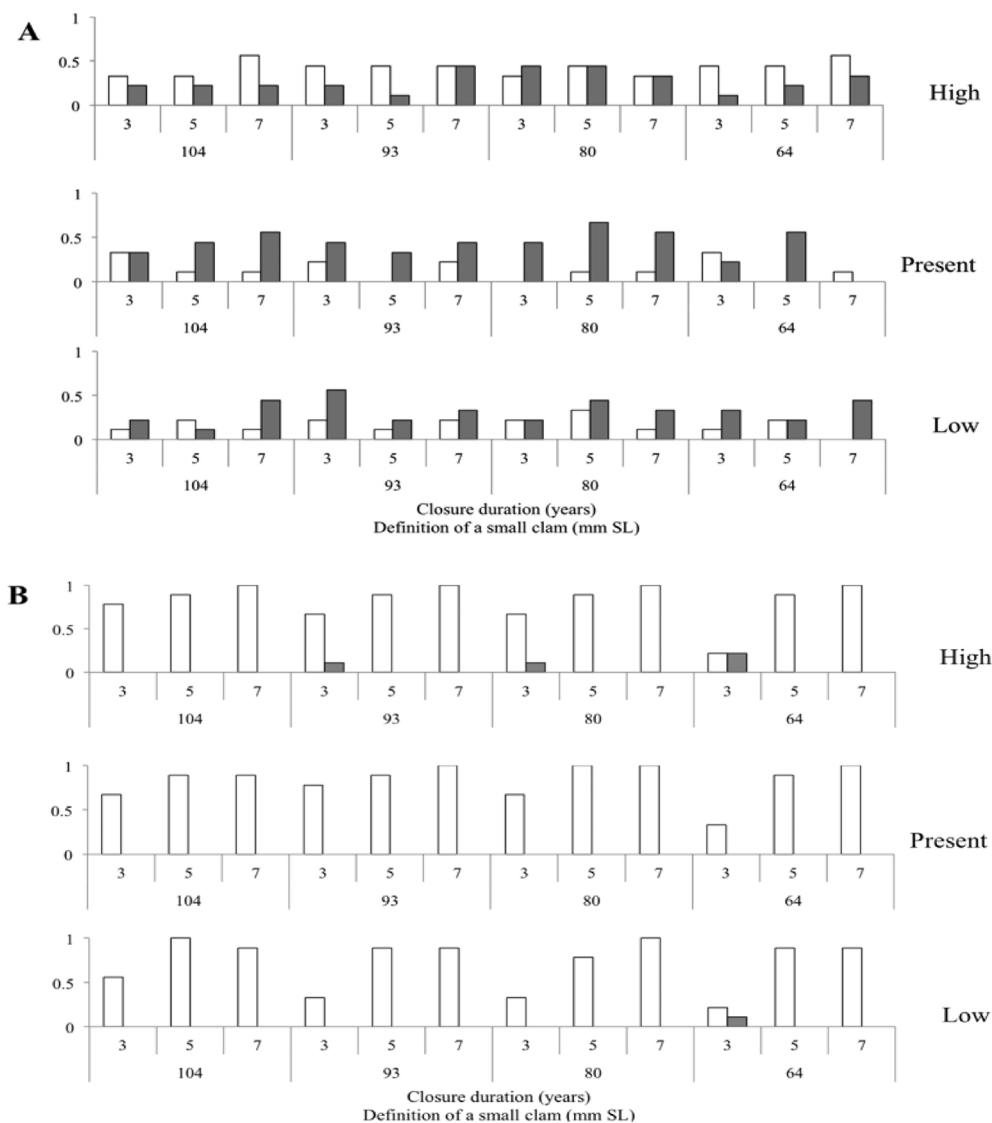 A
1
0.5
0
3 5 7 3 5 7 3 5 7 3 5 7
104 93 80 64
High
1
0.5
0
3 5 7 3 5 7 3 5 7 3 5 7
104 93 80 64
Present
1
0.5
0
3 5 7 3 5 7 3 5 7 3 5 7
104 93 80 64
Low
Closure duration (years)
Definition of a small clam (mm SL)
B
1
0.5
0
3 5 7 3 5 7 3 5 7 3 5 7
104 93 80 64
High
1
0.5
0
3 5 7 3 5 7 3 5 7 3 5 7
104 93 80 64
Present
1
0.5
0
3 5 7 3 5 7 3 5 7 3 5 7
104 93 80 64
Low
Closure duration (years)
Definition of a small clam (mm SL)